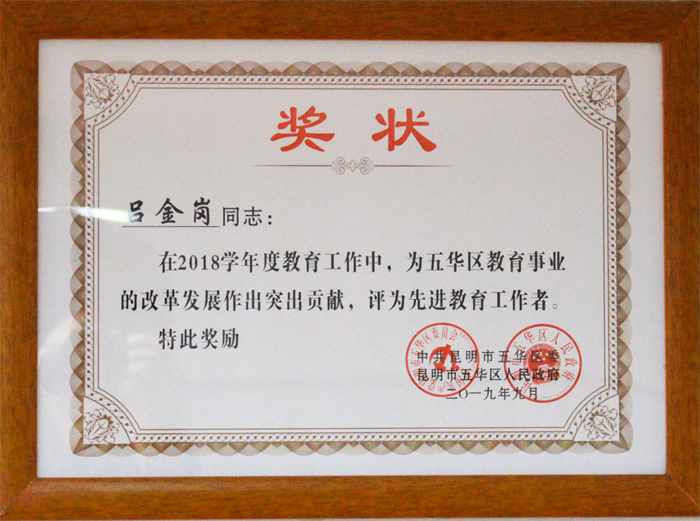 奖状
吕金岗同志：
在2018学年度教育工作中，为五华区教育事业
的改革发展作出突出贡献，评为先进教育工作者。
特此奖励
中共昆明市五华区委
昆明市五华区人民政府
二〇一九年九月